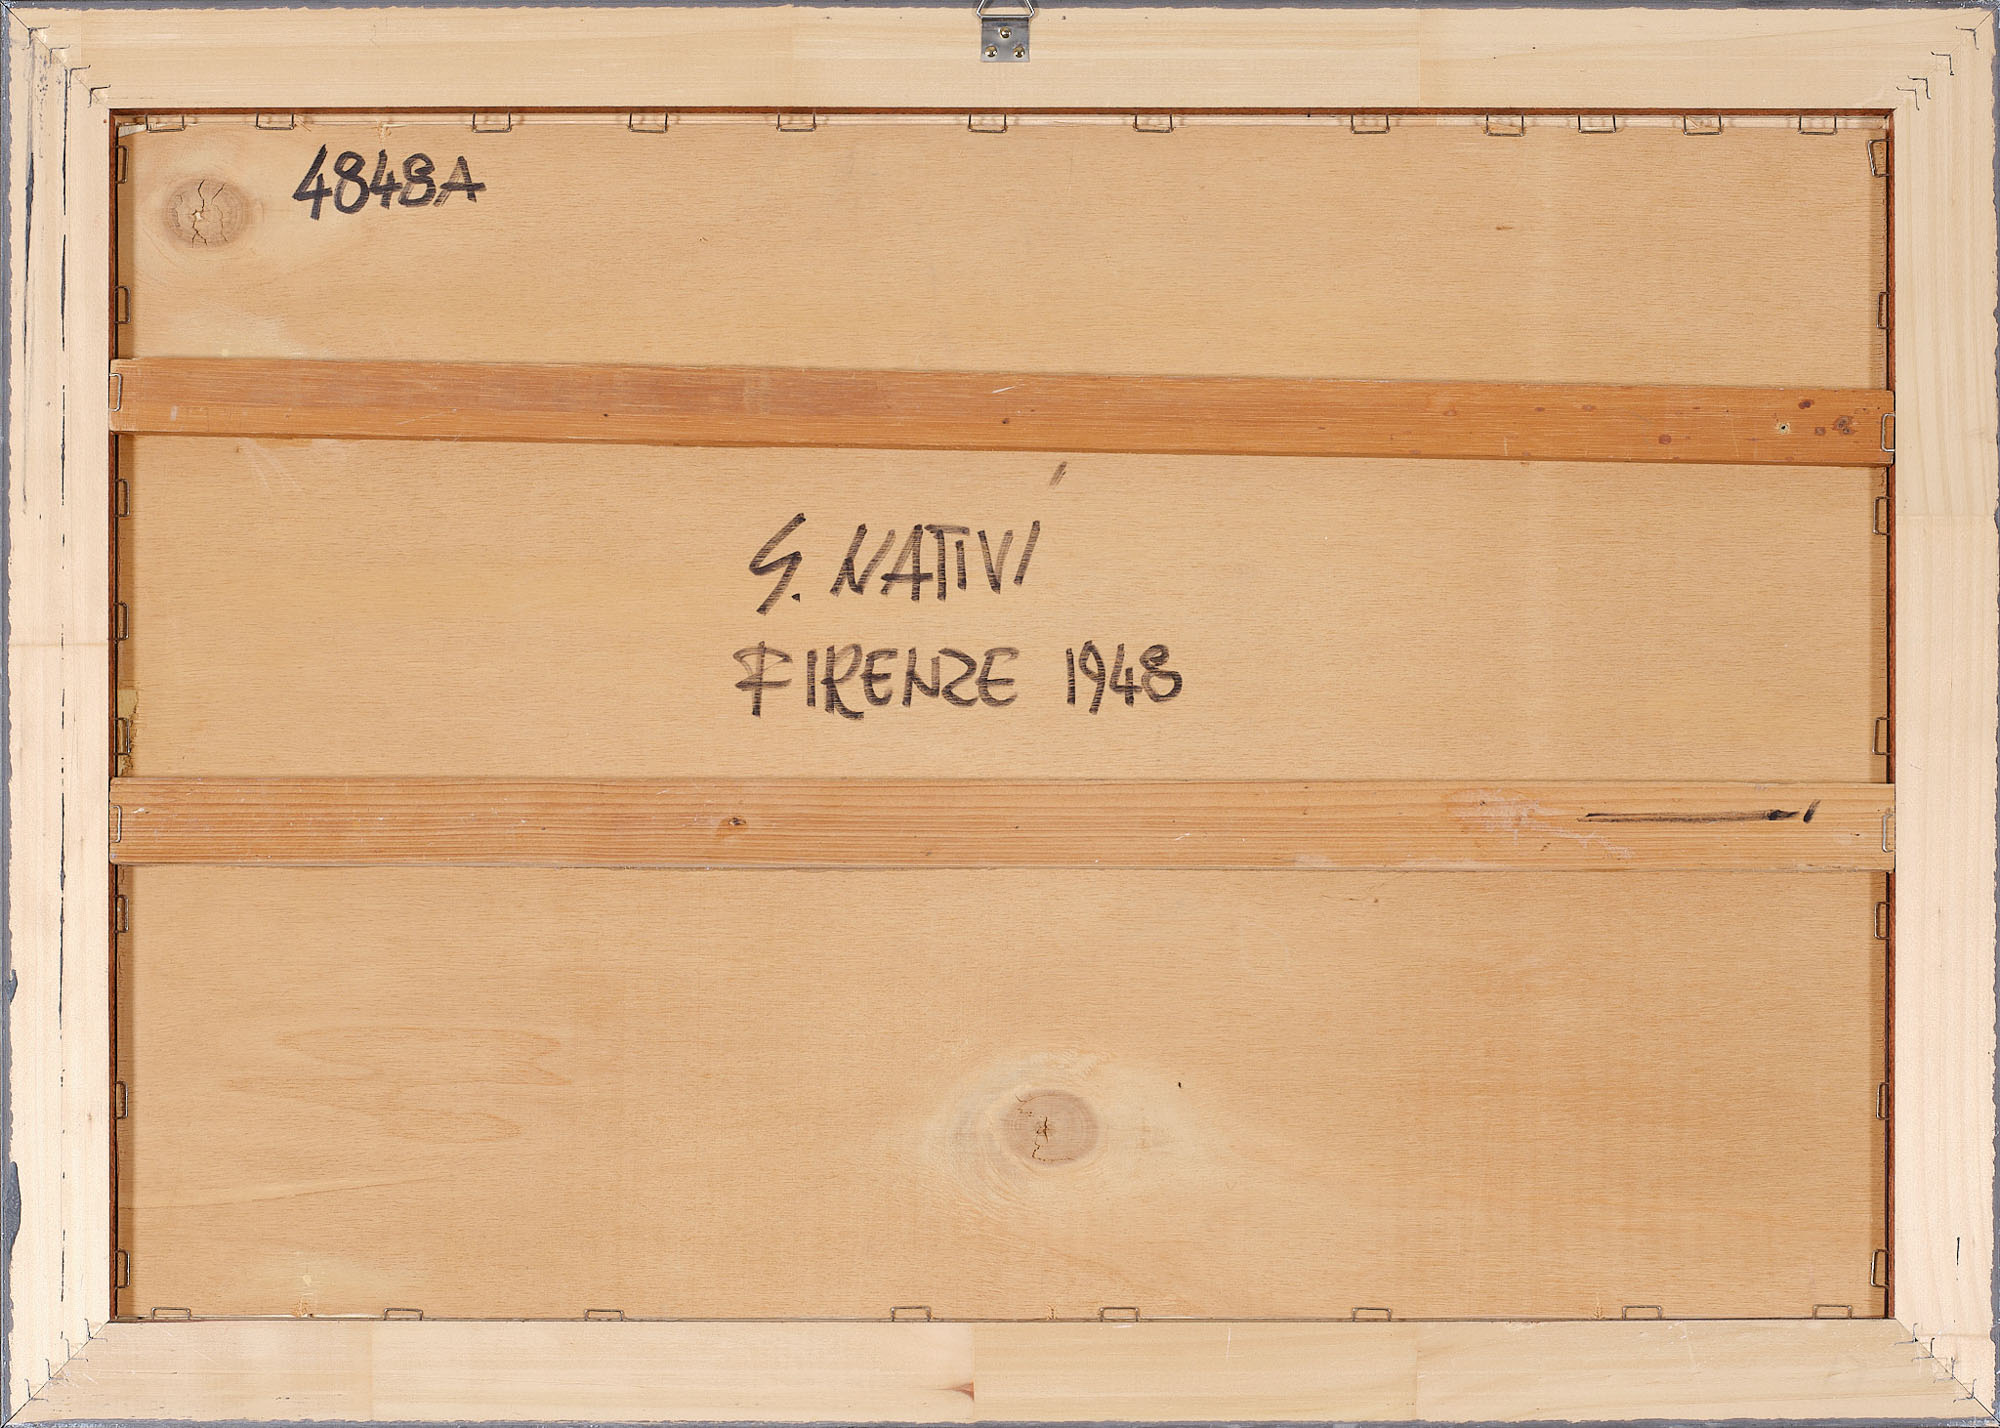 4848A
S. NATIVI
FIRENZE 1948